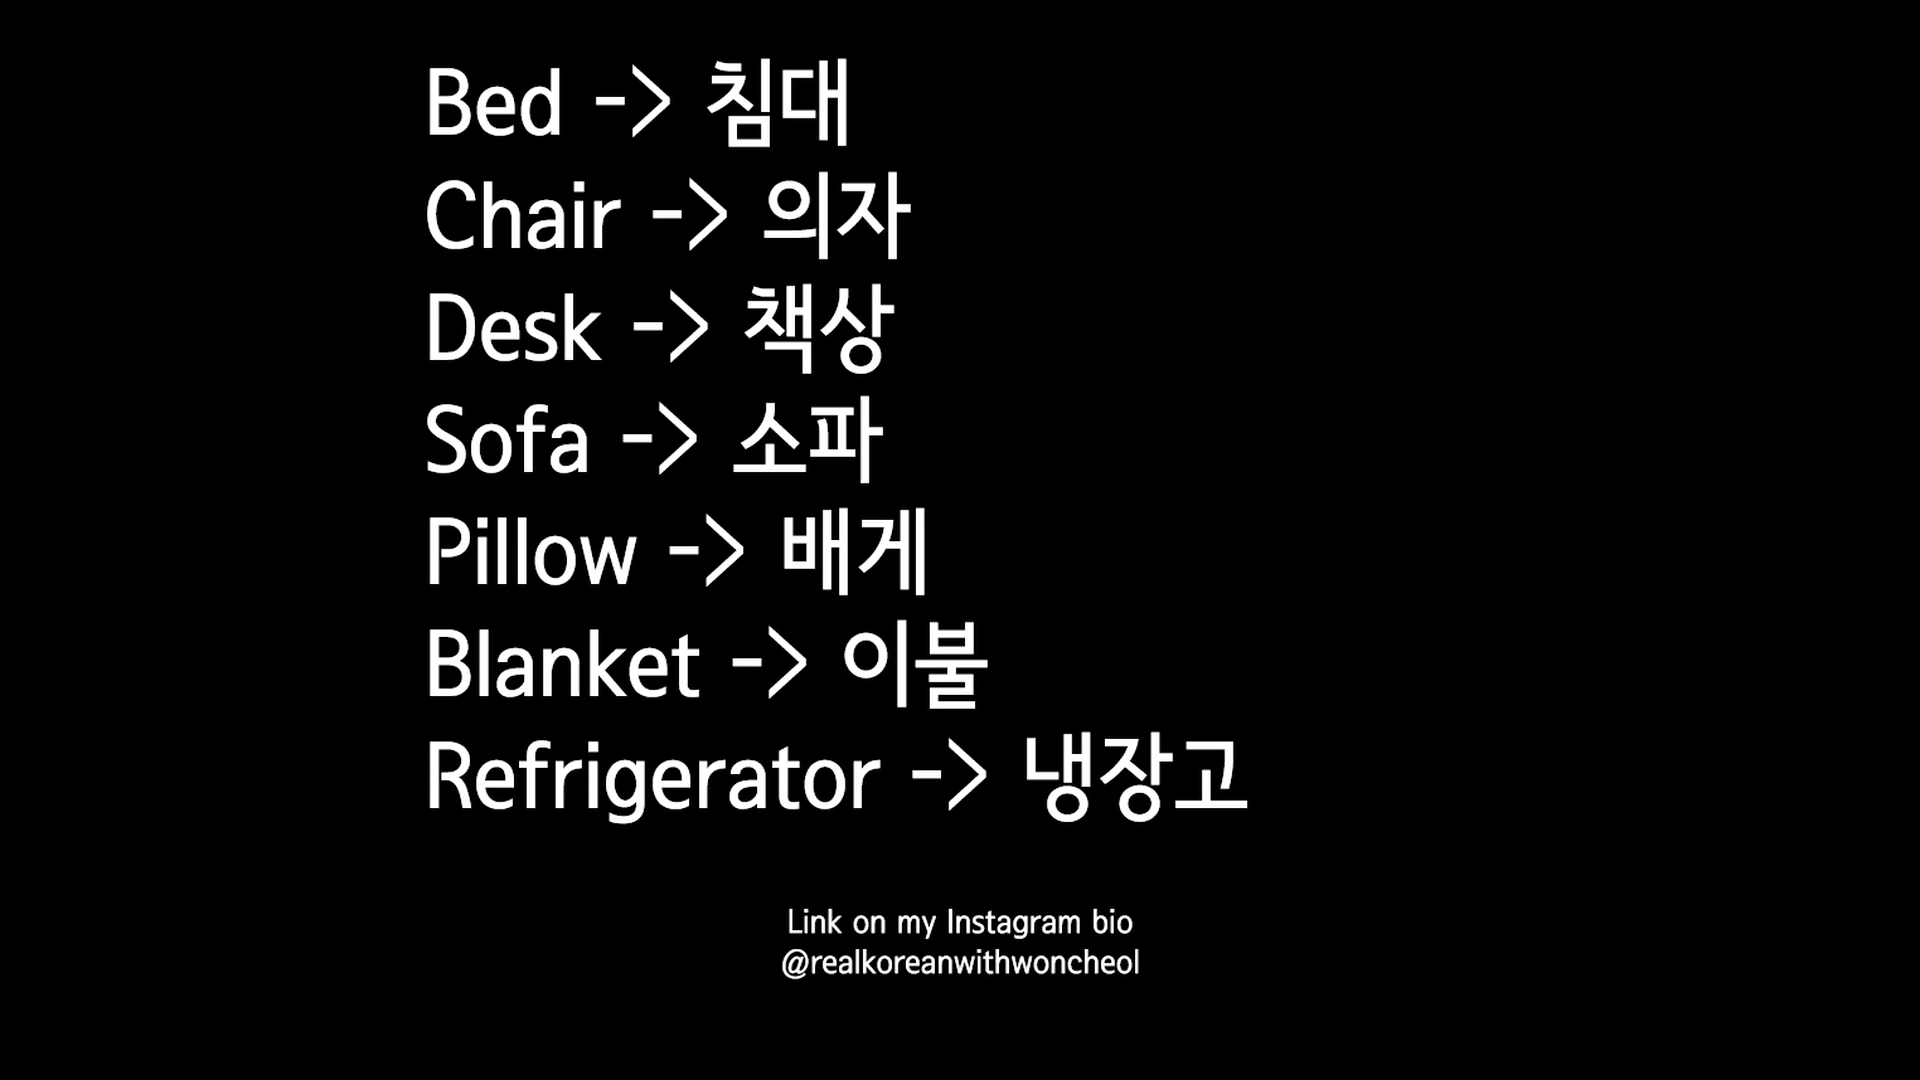 Bed -> 침대
Chair -> 의자
Desk -> 책상
Sofa -> 소파
Pillow -> 배게
Blanket -> 이불
Refrigerator -> 냉장고
Link on my Instagram bio
@realkoreanwithwoncheol